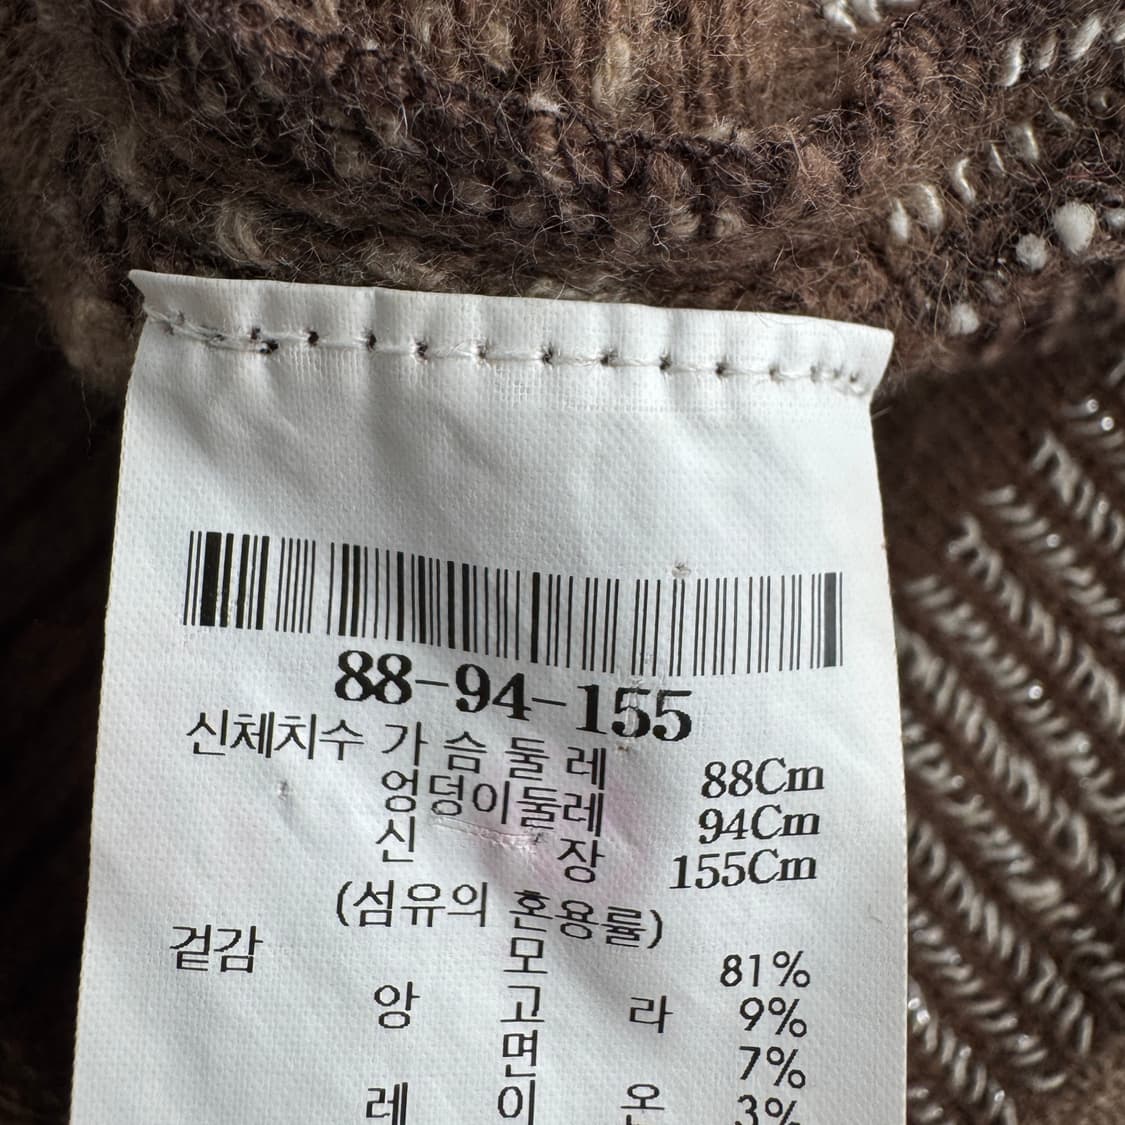 88-94-155
신체치수 가슴둘레 88Cm
엉덩이둘레 94Cm
신장 155Cm
(섬유의 혼용률)
겉감 모 81%
앙고라 9%
면 7%
레이온 3%